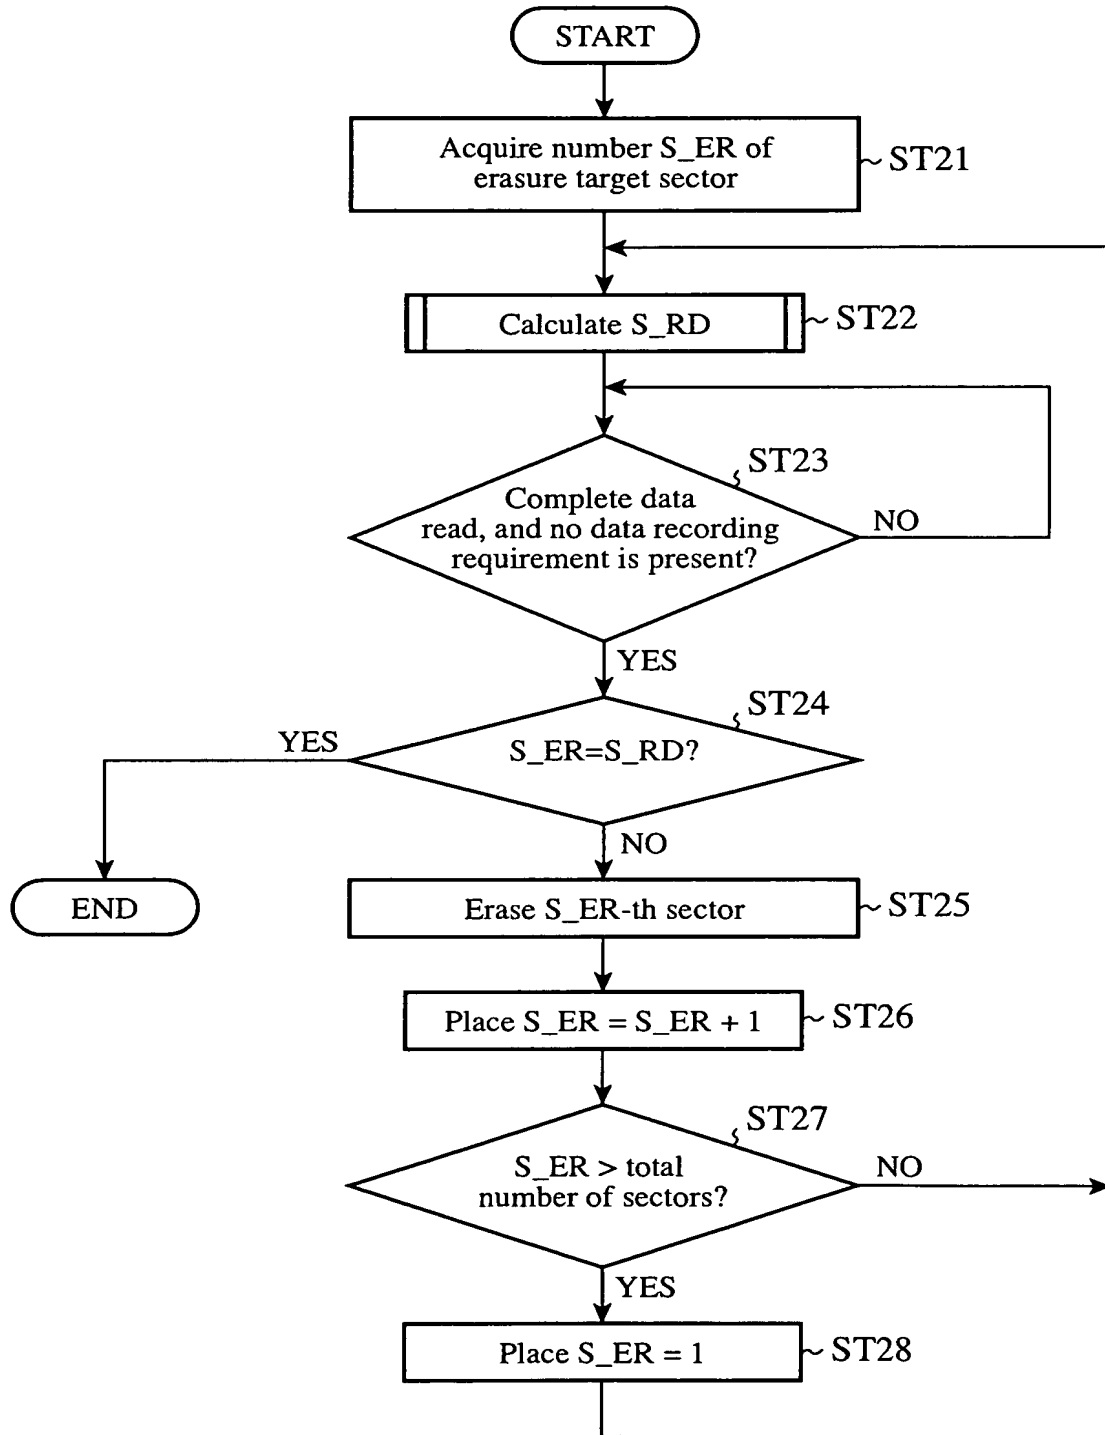 START
Acquire number S_ER of
erasure target sector
ST21
Calculate S_RD
ST22
ST23
Complete data
read, and no data recording
requirement is present?
NO
YES
ST24
S_ER=S_RD?
YES
NO
END
Erase S_ER-th sector
ST25
Place S_ER = S_ER + 1
ST26
ST27
S_ER > total
number of sectors?
NO
YES
Place S_ER = 1
ST28